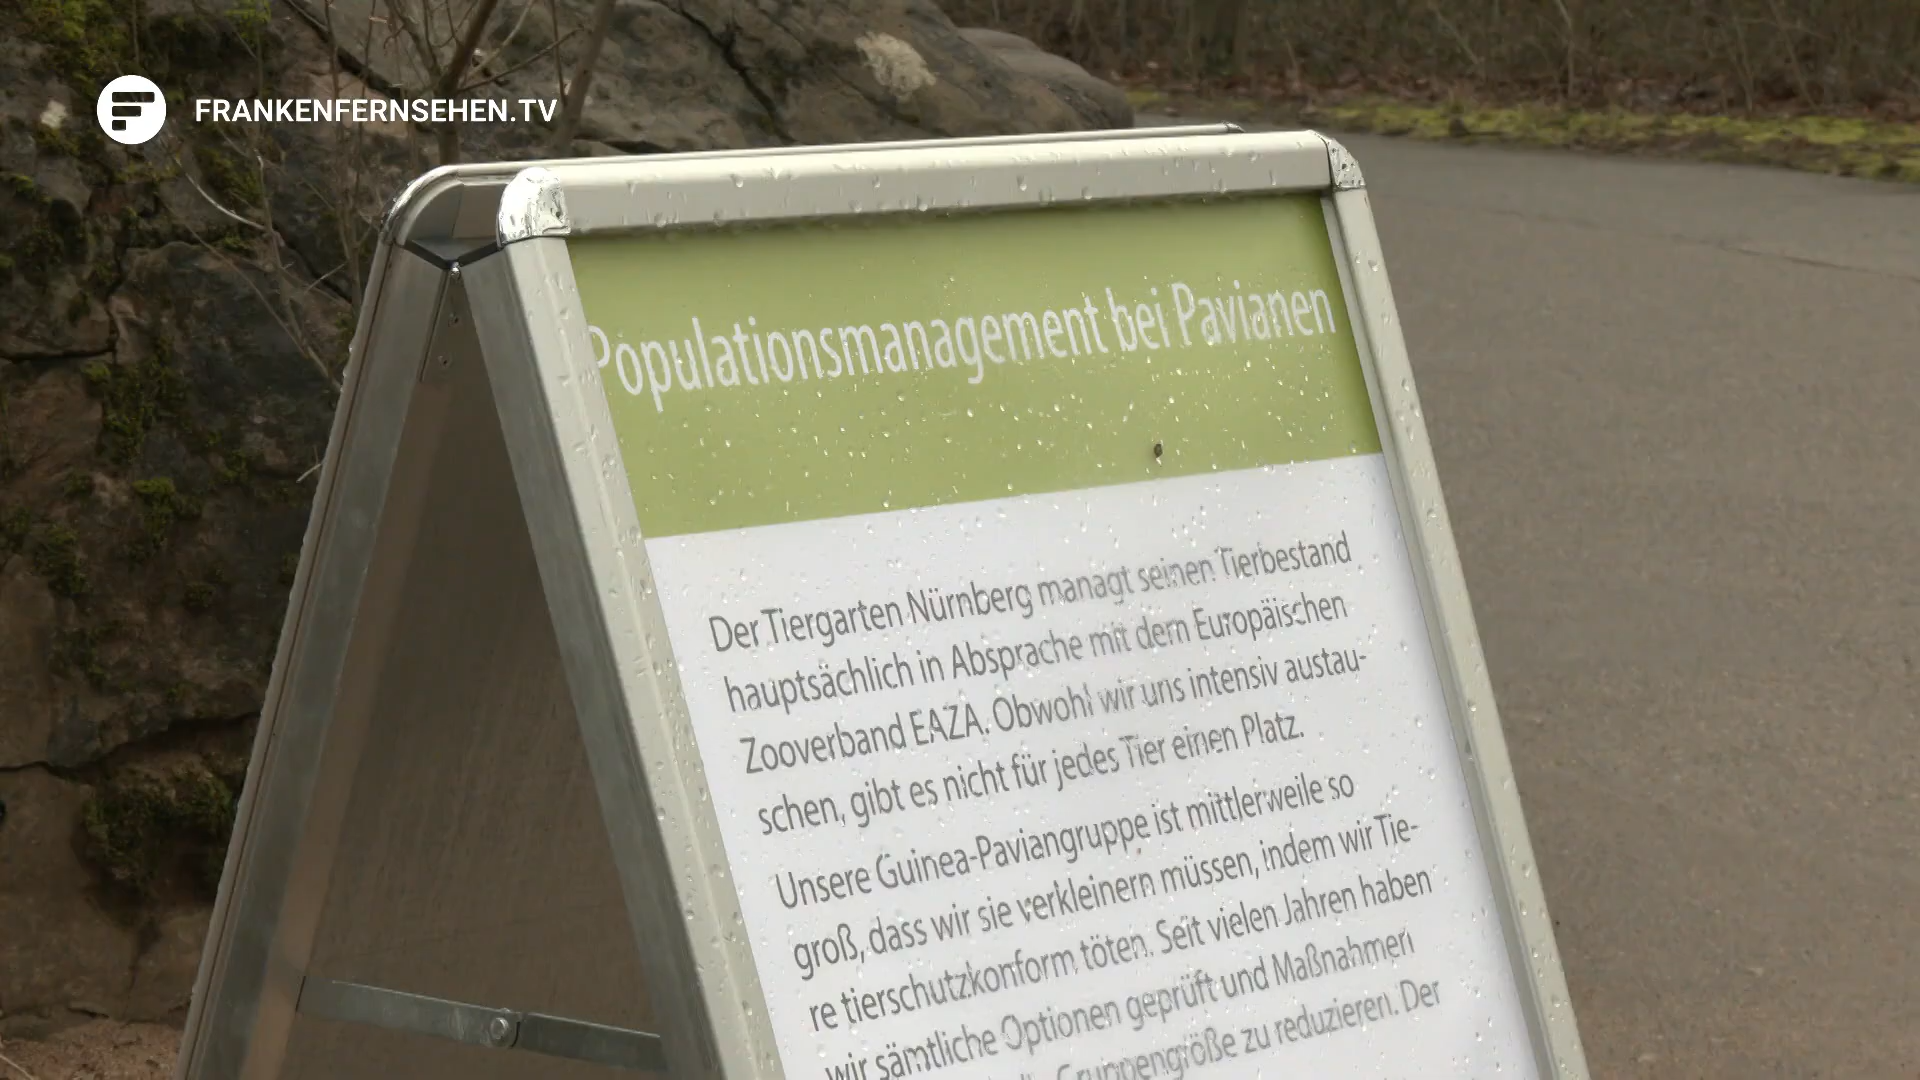 FRANKENFERNSEHEN.TV
Populationsmanagement bei Pavianen
Der Tiergarten Nürnberg managt seinen Tierbestand
hauptsächlich in Absprache mit dem Europäischen
Zooverband EAZA. Obwohl wir uns intensiv austau-
schen, gibt es nicht für jedes Tier einen Platz.
Unsere Guinea-Paviangruppe ist mittlerweile so
groß, dass wir sie verkleinern müssen, indem wir Tie-
re tierschutzkonform töten. Seit vielen Jahren haben
wir sämtliche Optionen geprüft und Maßnahmen
Gruppengröße zu reduzieren. Der